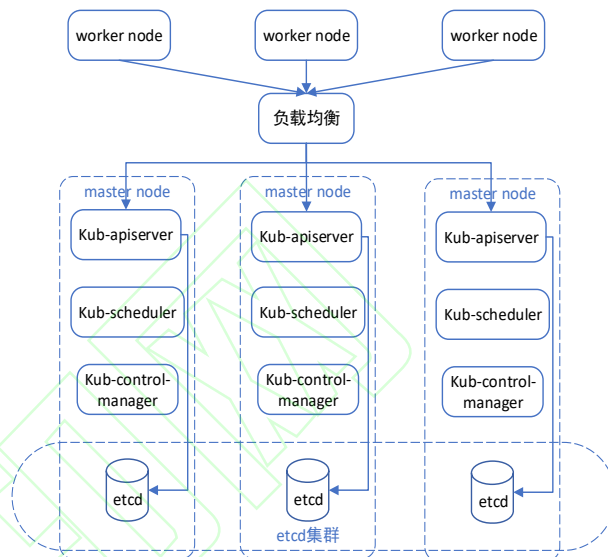 worker node
worker node
worker node
负载均衡
master node
master node
master node
Kub-apiserver
Kub-apiserver
Kub-apiserver
Kub-scheduler
Kub-scheduler
Kub-scheduler
Kub-control-
manager
Kub-control-
manager
Kub-control-
manager
etcd
etcd
etcd
etcd集群